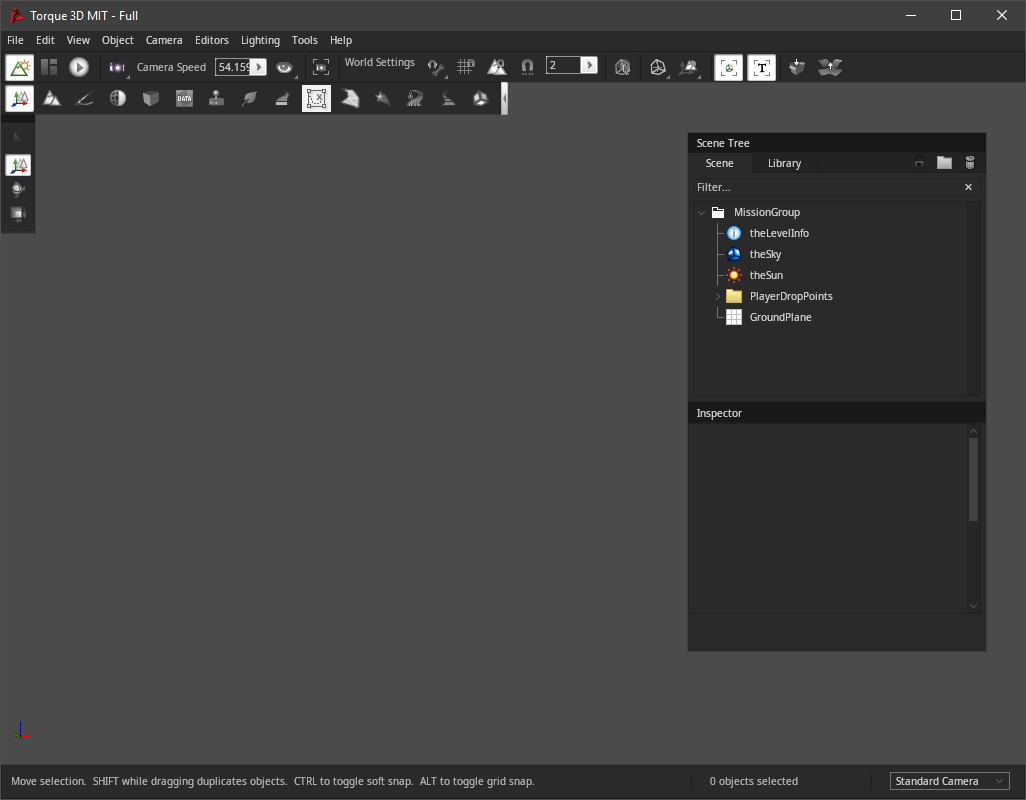 Torque 3D MIT - Full
File Edit View Object Camera Editors Lighting Tools Help
Camera Speed 54.159 World Settings 2 T
DATA
Scene Tree
Scene Library
Filter...
MissionGroup
theLevelInfo
theSky
theSun
PlayerDropPoints
GroundPlane
Inspector
Move selection. SHIFT while dragging duplicates objects. CTRL to toggle soft snap. ALT to toggle grid snap. 0 objects selected Standard Camera